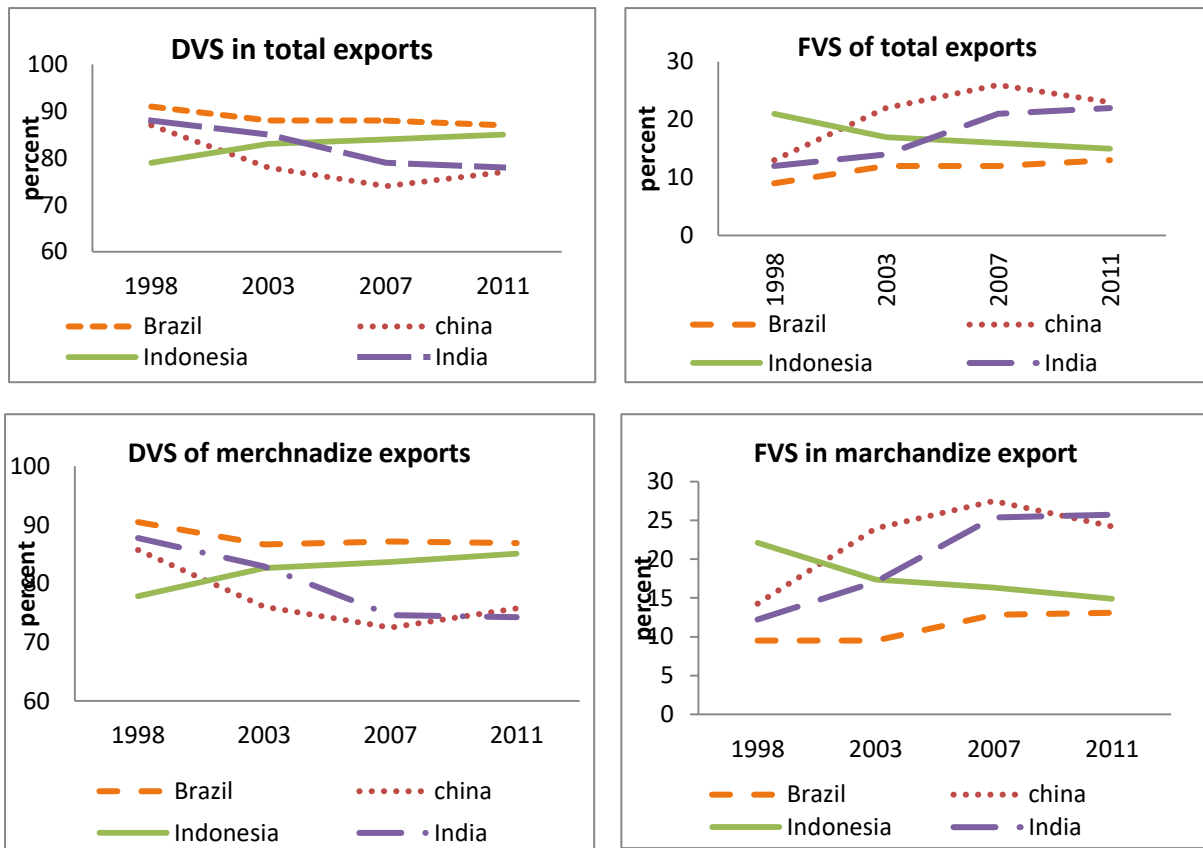 DVS in total exports
100
90
80
70
60
percent
1998 2003 2007 2011
Brazil china
Indonesia India
FVS of total exports
30
20
10
0
percent
1998 2003 2007 2011
Brazil china
Indonesia India
DVS of merchnadize exports
100
90
80
70
60
percent
1998 2003 2007 2011
Brazil china
Indonesia India
FVS in marchandize export
30
25
20
15
10
5
0
percent
1998 2003 2007 2011
Brazil china
Indonesia India